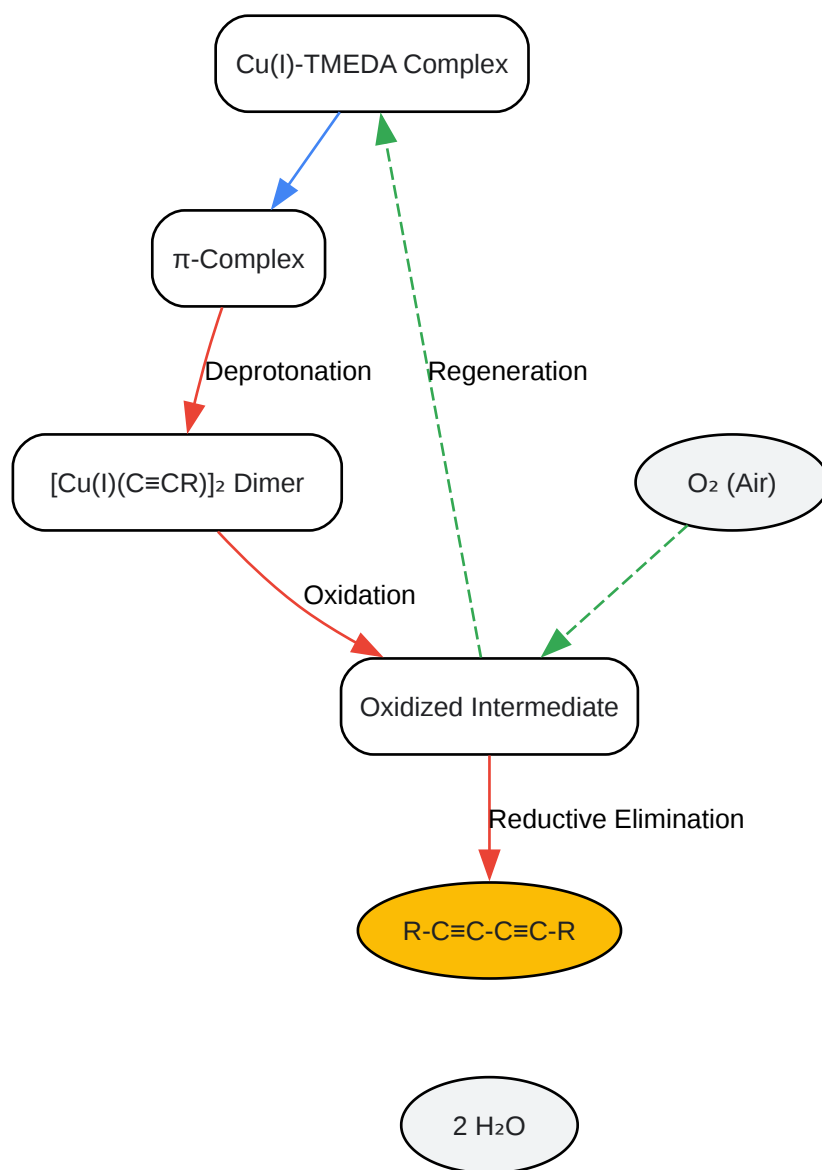 Cu(I)-TMEDA Complex
π-Complex
Deprotonation
Regeneration
[Cu(I)(C≡CR)]₂ Dimer
O₂ (Air)
Oxidation
Oxidized Intermediate
Reductive Elimination
R-C≡C-C≡C-R
2 H₂O